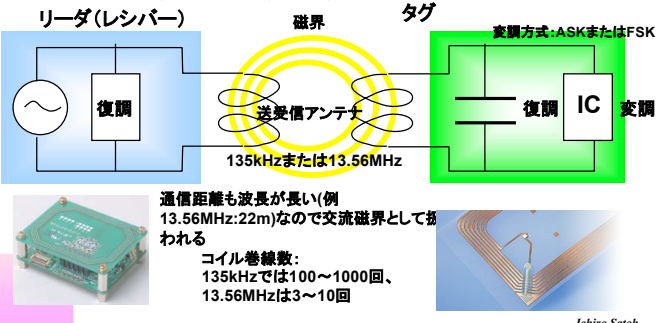 リーダ(レシバー)
磁界
タグ
変調方式:ASKまたはFSK
復調
送受信アンテナ
復調
IC
変調
135kHzまたは13.56MHz
通信距離も波長が長い(例
13.56MHz:22m)なので交流磁界として扱
われる
コイル巻線数:
135kHzでは100～1000回、
13.56MHzは3～10回
Ichiro Satoh